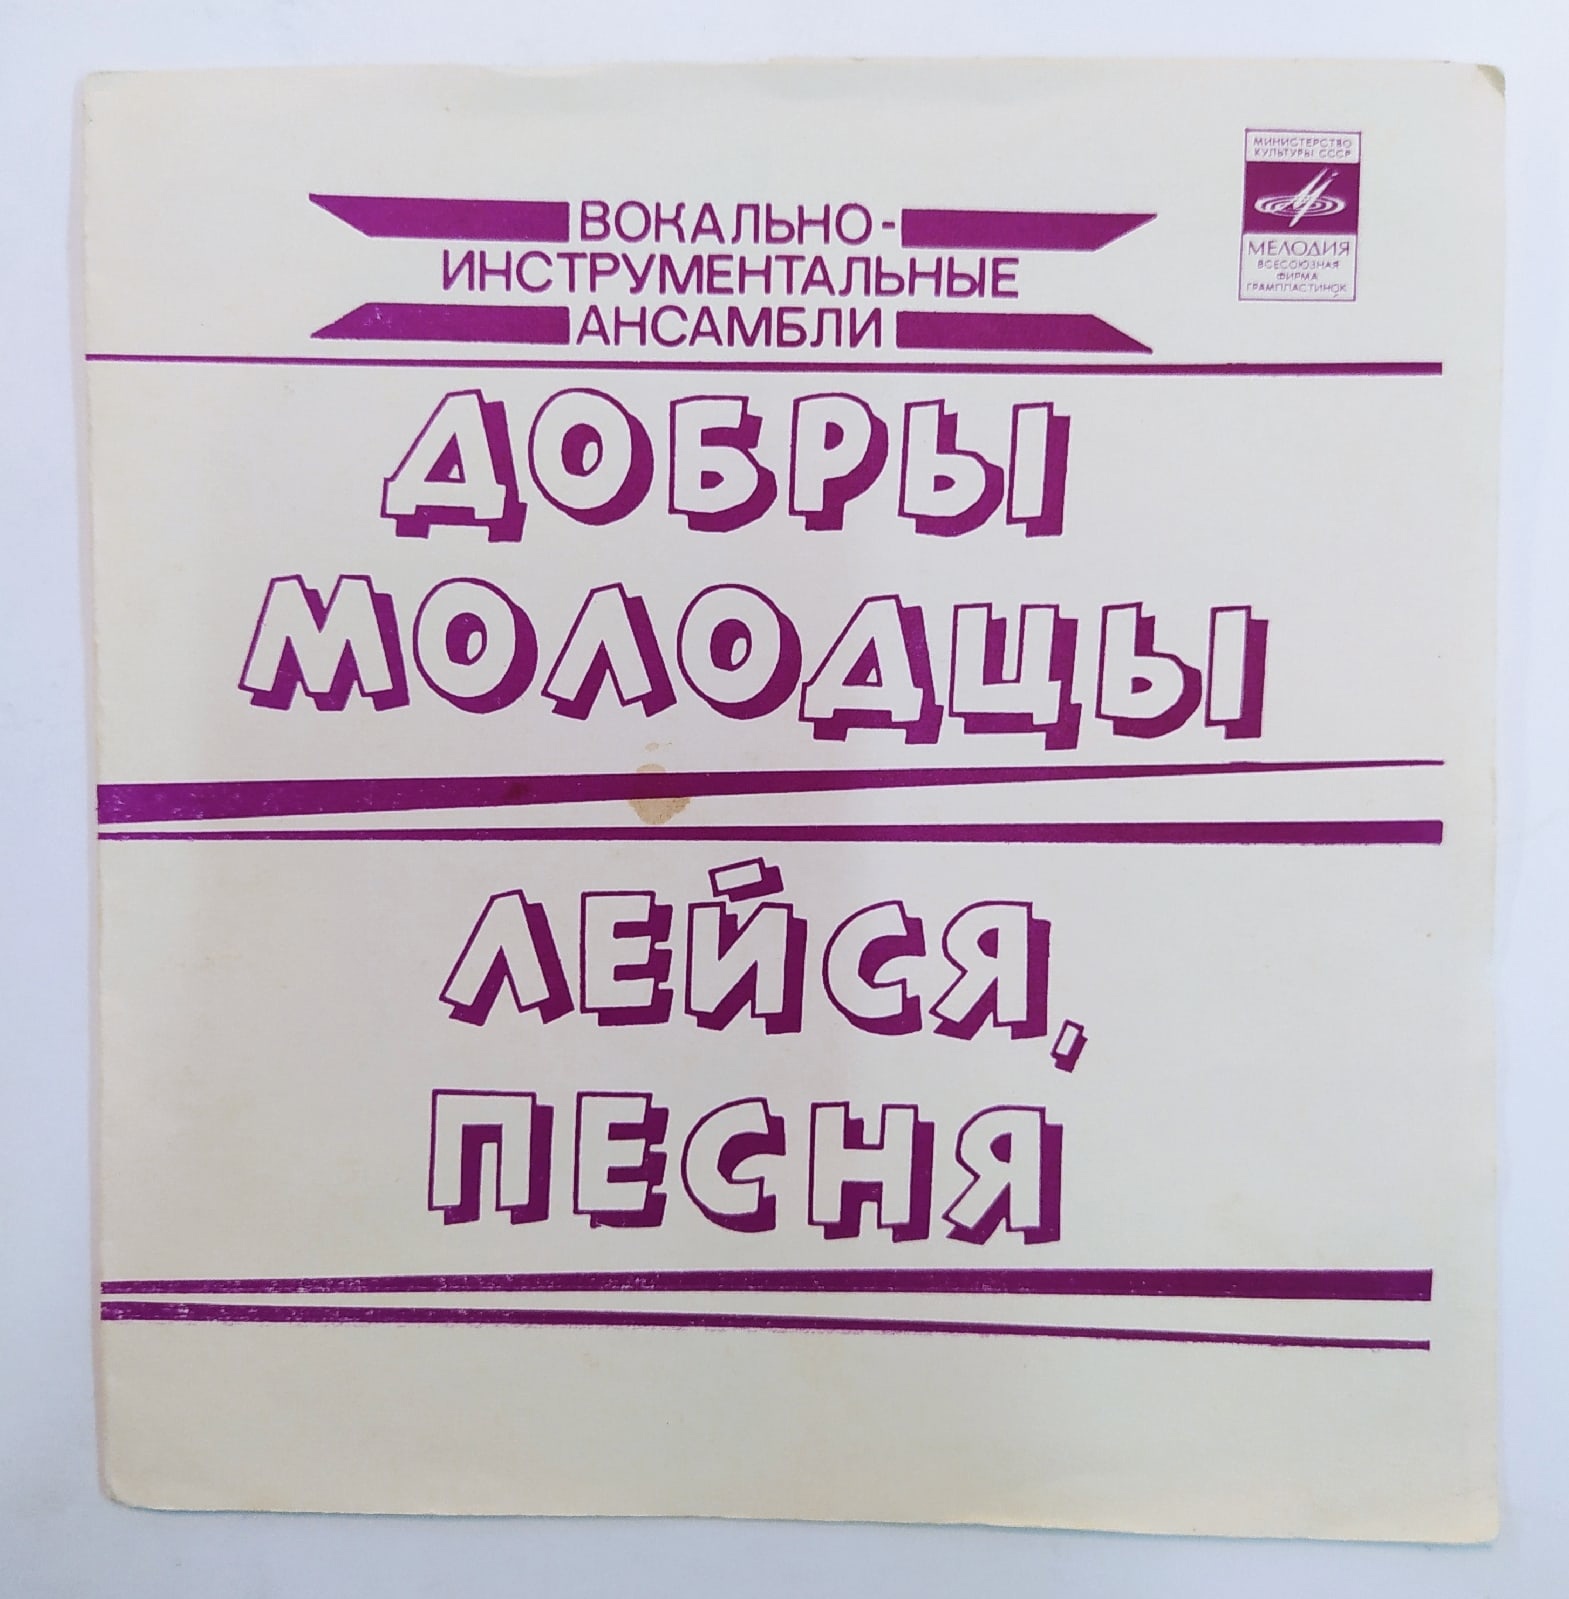 МИНИСТЕРСТВО
КУЛЬТУРЫ СССР
МЕЛОДИЯ
ВСЕСОЮЗНАЯ
ФИРМА
ГРАМПЛАСТИНОК
ВОКАЛЬНО-
ИНСТРУМЕНТАЛЬНЫЕ
АНСАМБЛИ
ДОБРЫ
МОЛОДЦЫ
ЛЕЙСЯ,
ПЕСНЯ